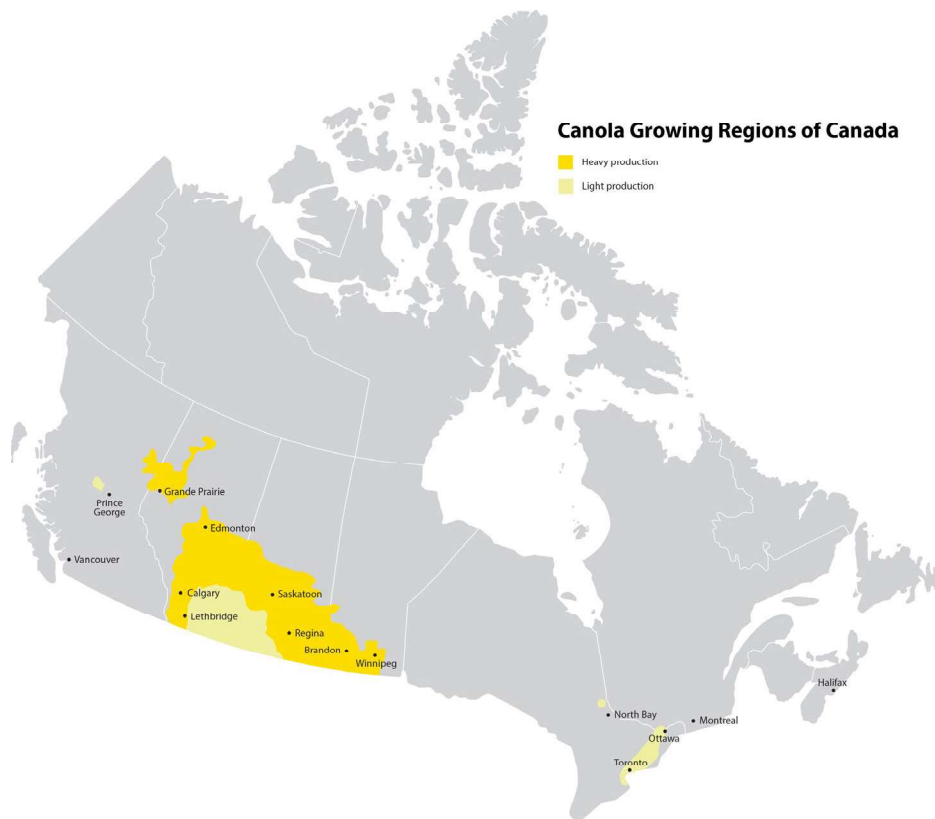 Canola Growing Regions of Canada
Heavy production
Light production
Grande Prairie
Prince
George
Edmonton
Vancouver
Calgary
Saskatoon
Lethbridge
Regina
Brandon
Winnipeg
Halifax
North Bay
Montreal
Ottawa
Toronto